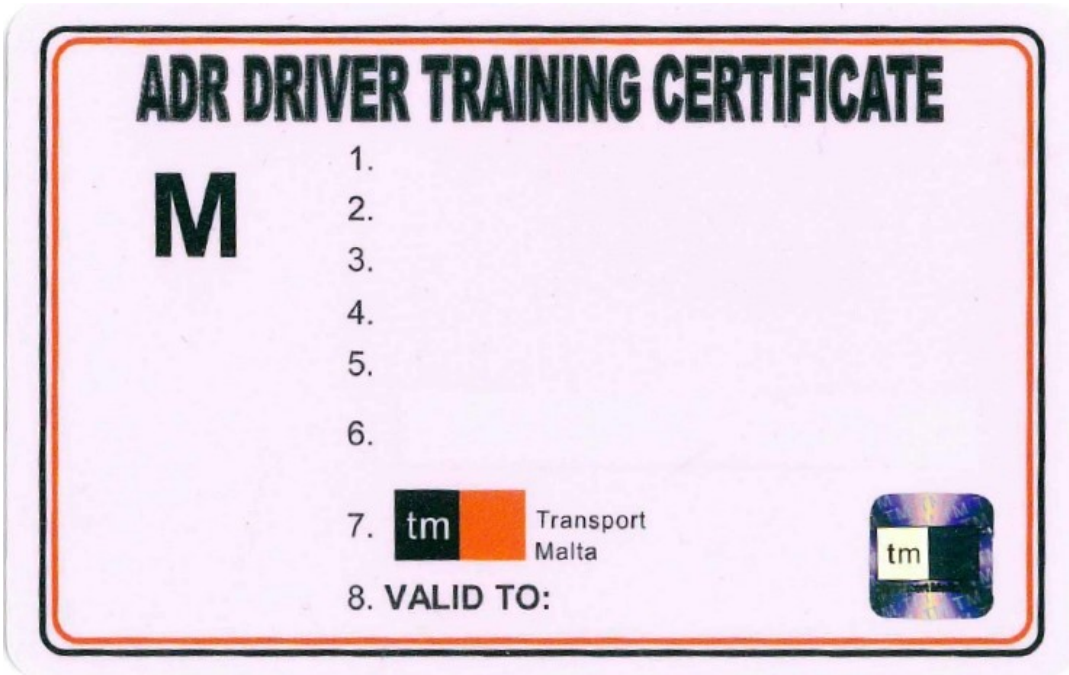 ADR DRIVER TRAINING CERTIFICATE
M
1.
2.
3.
4.
5.
6.
7. tm Transport
Malta
tm
8. VALID TO: